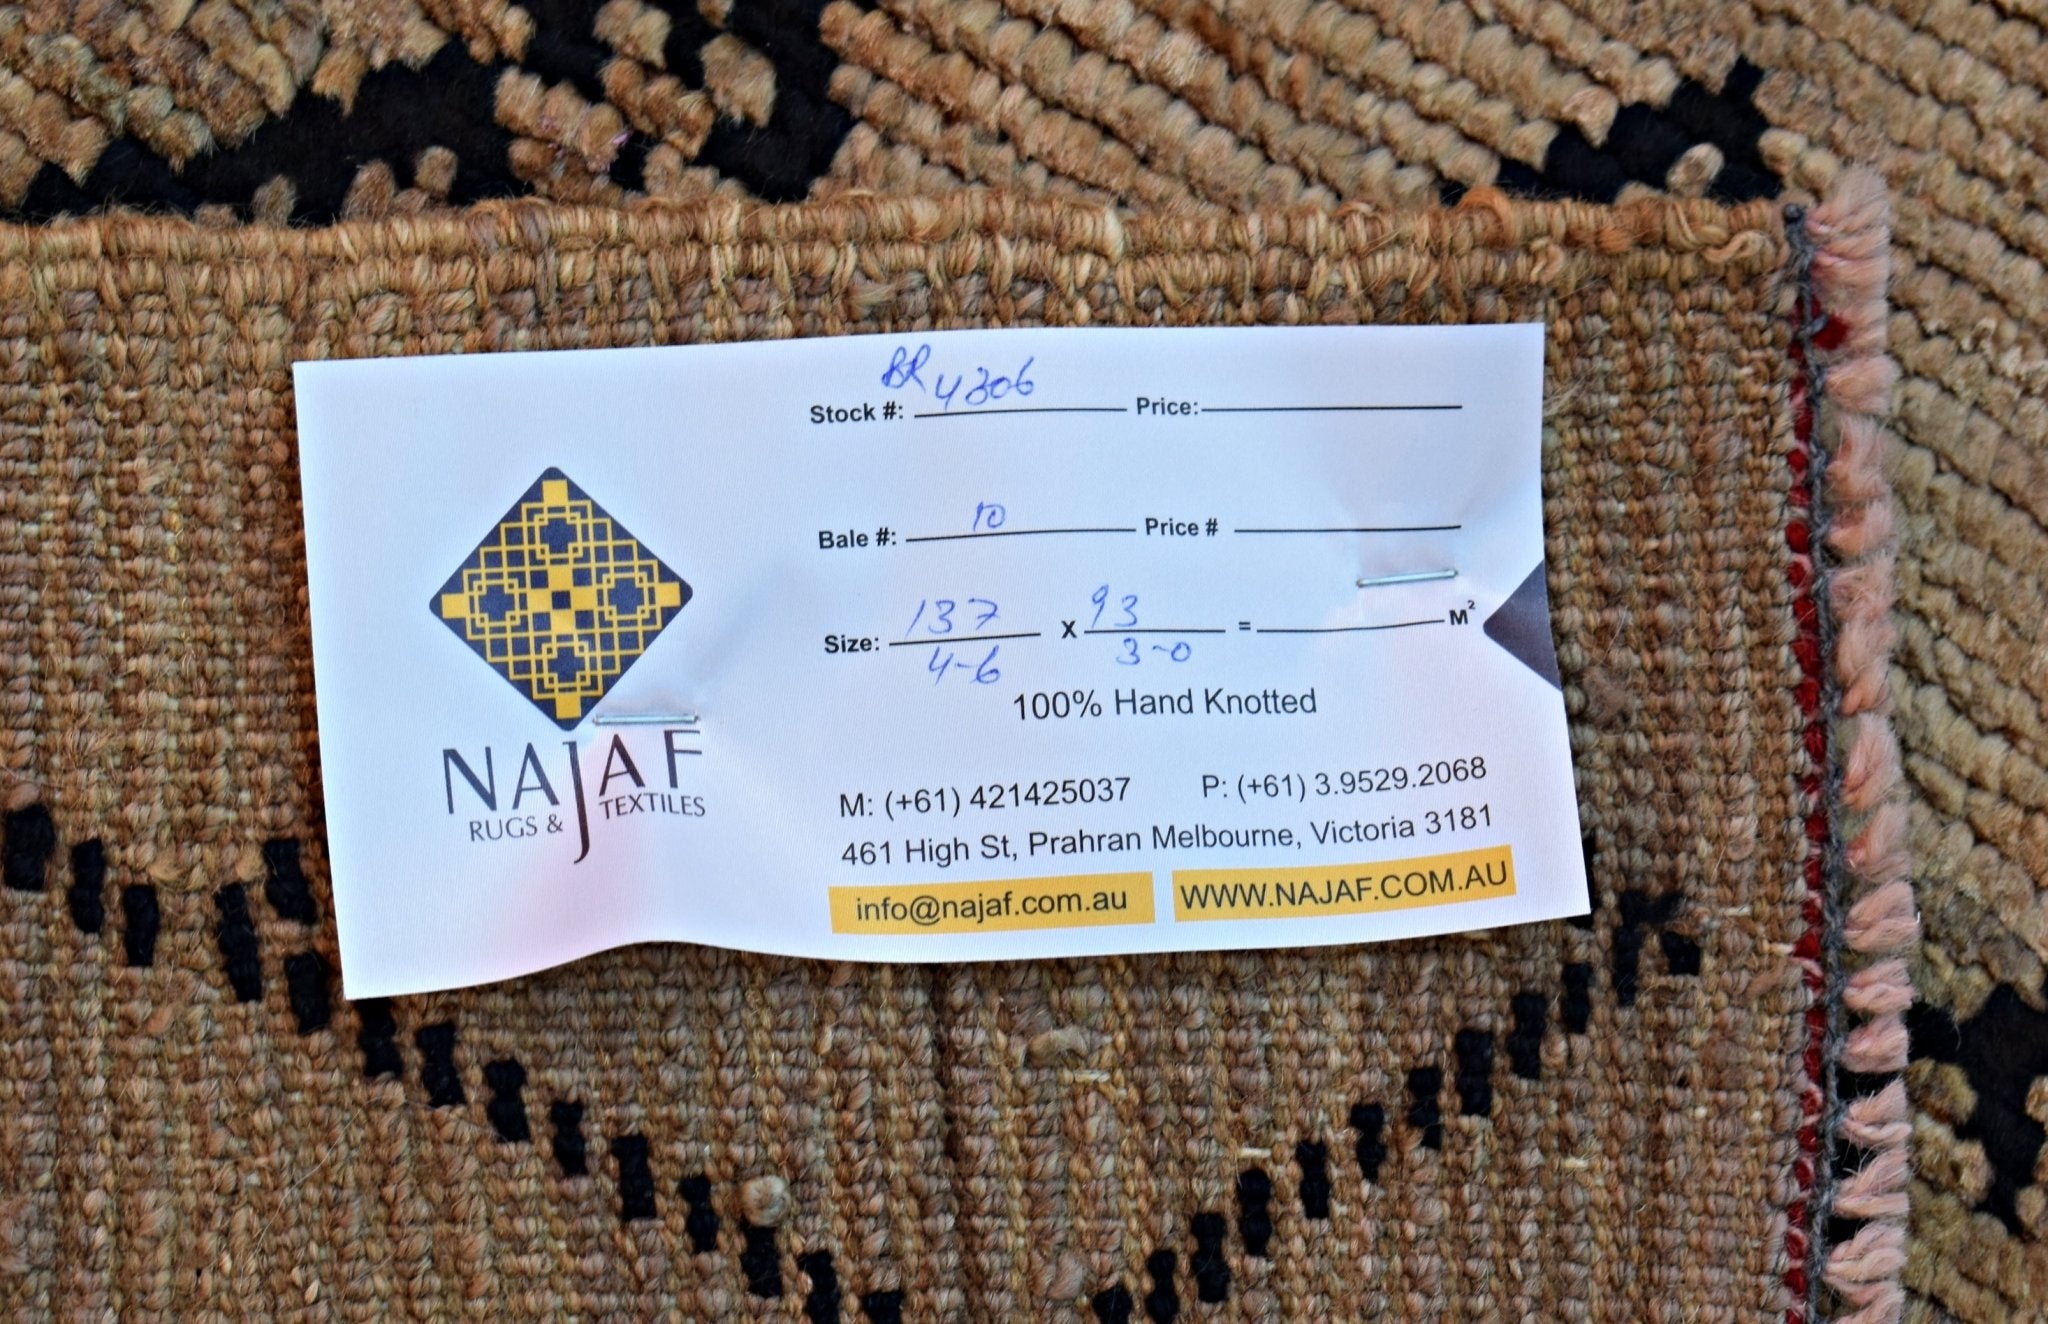 BR 4306
Stock #: Price:
Bale #: 10 Price #
Size: 137 x 93 = M²
4-6 3-0
100% Hand Knotted
NAJAF
RUGS & TEXTILES
M: (+61) 421425037 P: (+61) 3.9529.2068
461 High St, Prahran Melbourne, Victoria 3181
info@najaf.com.au WWW.NAJAF.COM.AU